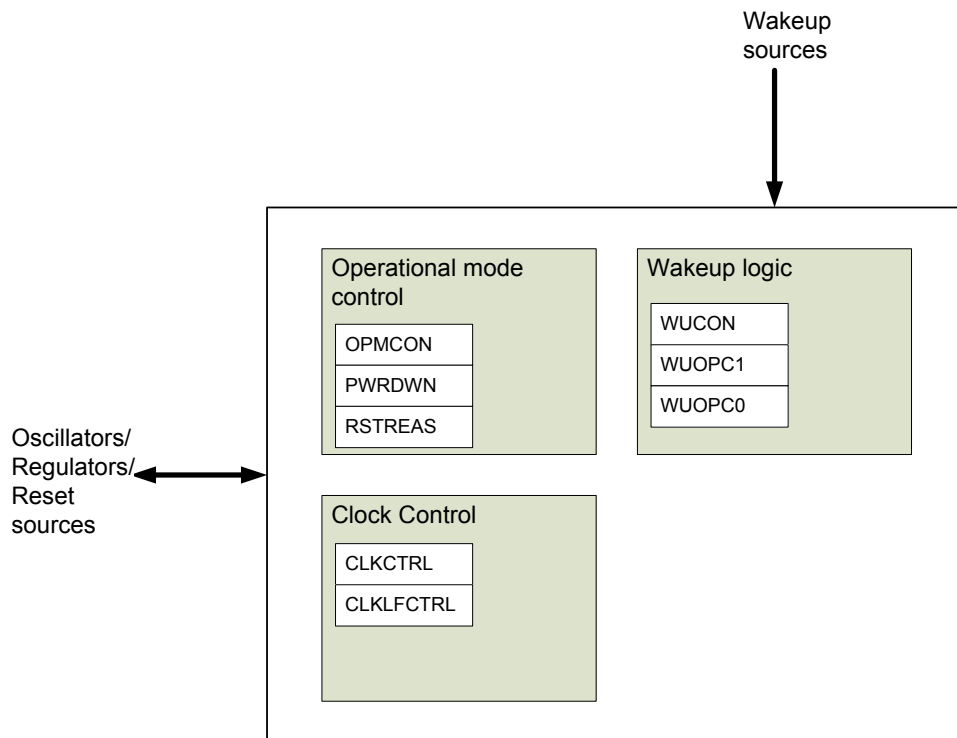 Wakeup
sources
Operational mode
control
OPMCON
PWRDWN
RSTREAS
Wakeup logic
WUCON
WUOPC1
WUOPC0
Oscillators/
Regulators/
Reset
sources
Clock Control
CLKCTRL
CLKLFCTRL